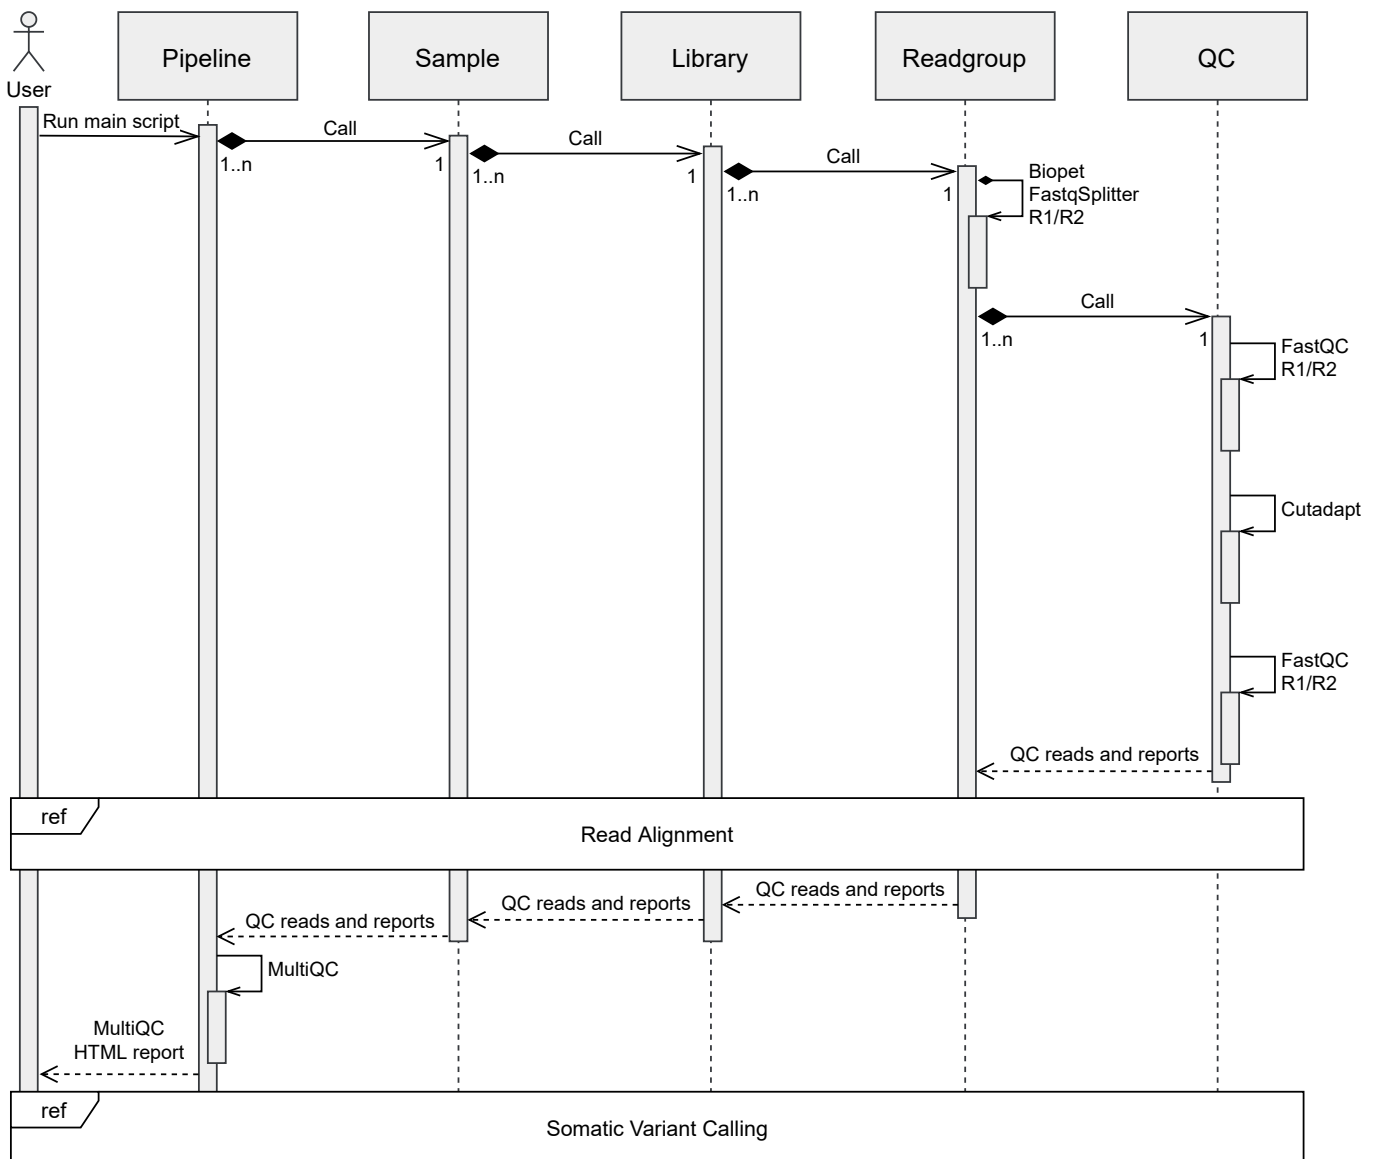 User
Pipeline
Sample
Library
Readgroup
QC
Run main script
Call
1..n
1
Call
1..n
1
Call
1..n
1
Biopet
FastqSplitter
R1/R2
Call
1..n
1
FastQC
R1/R2
Cutadapt
FastQC
R1/R2
QC reads and reports
ref
Read Alignment
QC reads and reports
QC reads and reports
QC reads and reports
MultiQC
MultiQC
HTML report
ref
Somatic Variant Calling